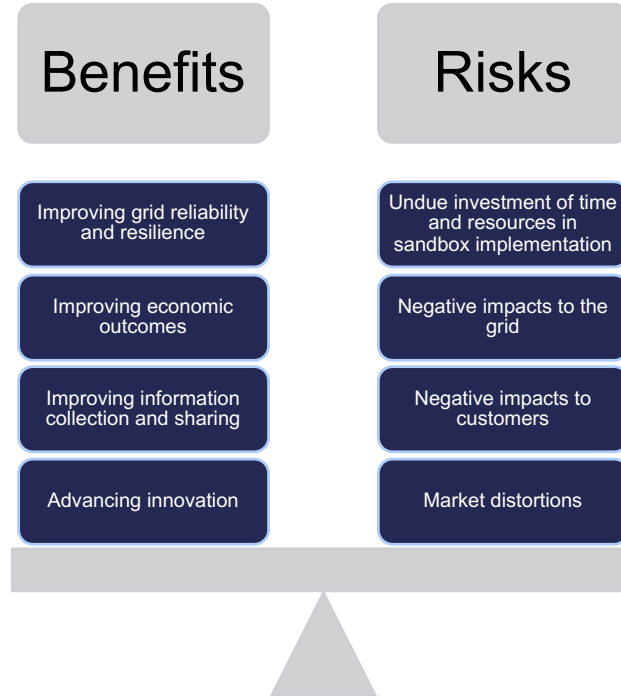 Benefits
Risks
Improving grid reliability
and resilience
Improving economic
outcomes
Improving information
collection and sharing
Advancing innovation
Undue investment of time
and resources in
sandbox implementation
Negative impacts to the
grid
Negative impacts to
customers
Market distortions